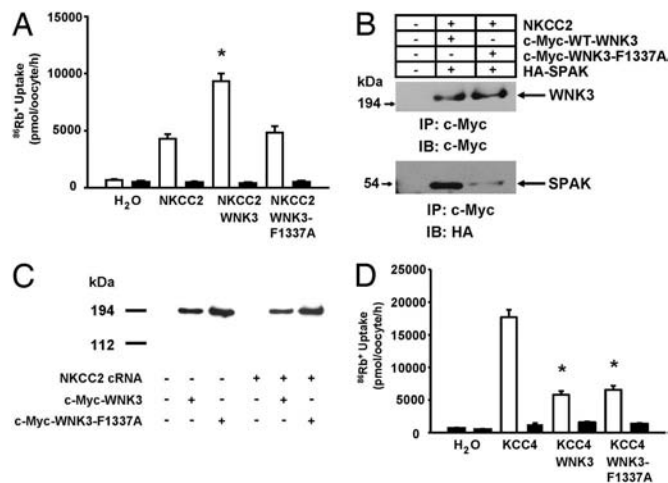 A
⁸⁶Rb⁺ Uptake
(pmol/oocyte/h)
15000
10000
5000
0
*
H₂O
NKCC2
NKCC2
WNK3
NKCC2
WNK3-
F1337A
B
- + + NKCC2
- + - c-Myc-WT-WNK3
- - + c-Myc-WNK3-F1337A
- + + HA-SPAK
kDa
194
WNK3
IP: c-Myc
IB: c-Myc
54
SPAK
IP: c-Myc
IB: HA
C
kDa
194
112
NKCC2 cRNA - - - + + +
c-Myc-WNK3 - + - - + -
c-Myc-WNK3-F1337A - - + - - +
D
⁸⁶Rb⁺ Uptake
(pmol/oocyte/h)
25000
20000
15000
10000
5000
0
* *
H₂O
KCC4
KCC4
WNK3
KCC4
WNK3-
F1337A